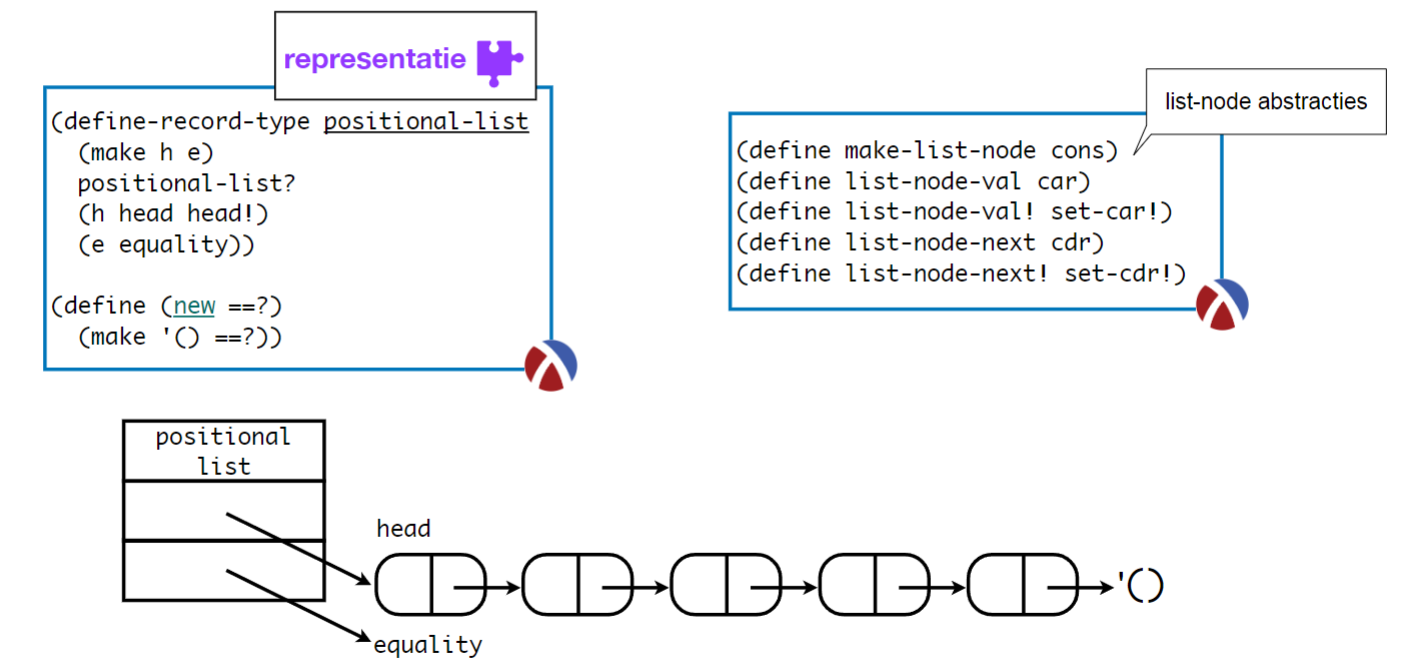 representatie
(define-record-type positional-list
(make h e)
positional-list?
(h head head!)
(e equality))
(define (new ==?)
(make '() ==?))
list-node abstracties
(define make-list-node cons)
(define list-node-val car)
(define list-node-val! set-car!)
(define list-node-next cdr)
(define list-node-next! set-cdr!)
positional
list
head
'()
equality